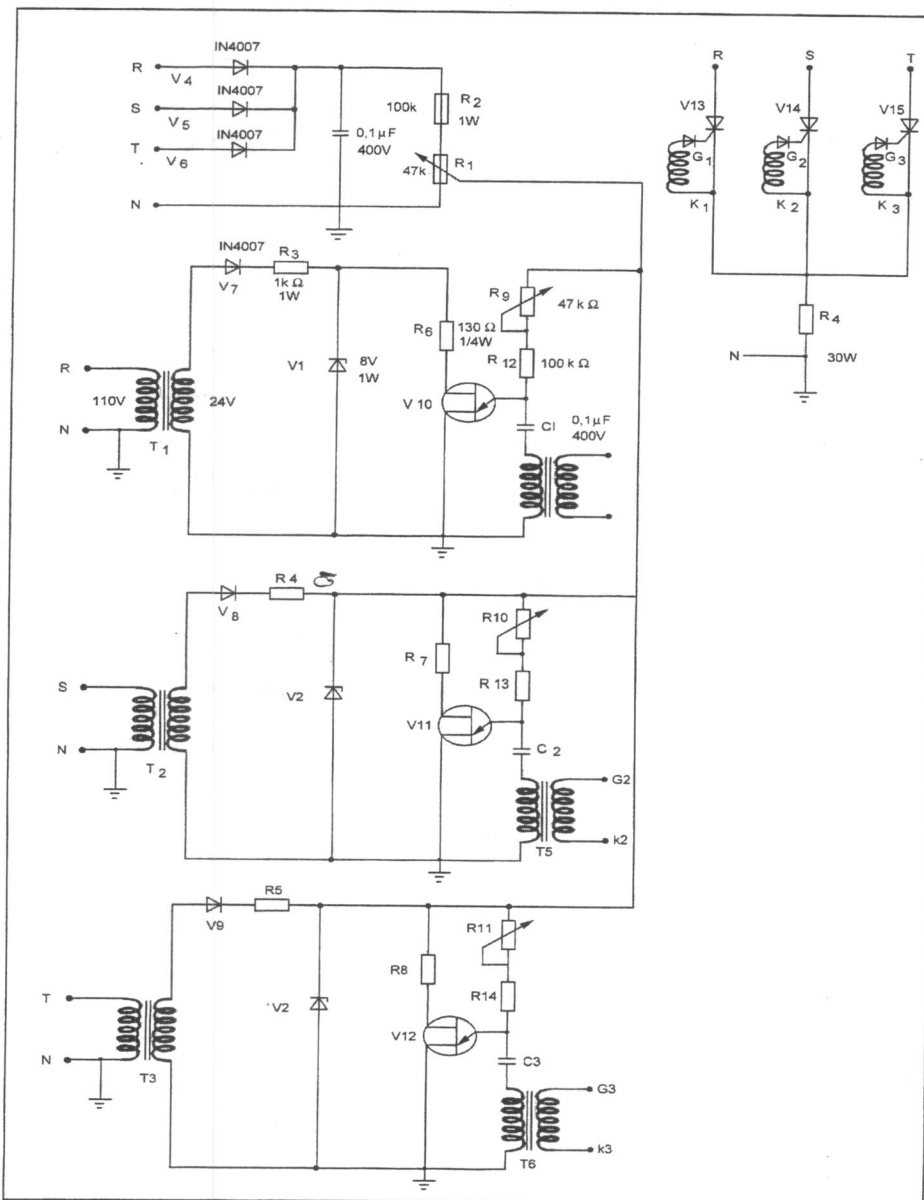 IN4007
R
V4
IN4007
S
V5
IN4007
T
V6
N
0,1µF
400V
100k
R2
1W
R1
47k
R
S
T
V13
V14
V15
G1
G2
G3
K1
K2
K3
R4
N
30W
IN4007
V7
R3
1kΩ
1W
R
110V
24V
N
T1
V1
8V
1W
R6
130 Ω
1/4W
R9
47 k Ω
R12
100 k Ω
V 10
CI
0,1µF
400V
V8
R 4
S
N
T2
V2
R 7
R10
R 13
V11
C 2
G2
k2
T5
V9
R5
T
N
T3
V2
R8
R11
R14
V12
C3
G3
k3
T6